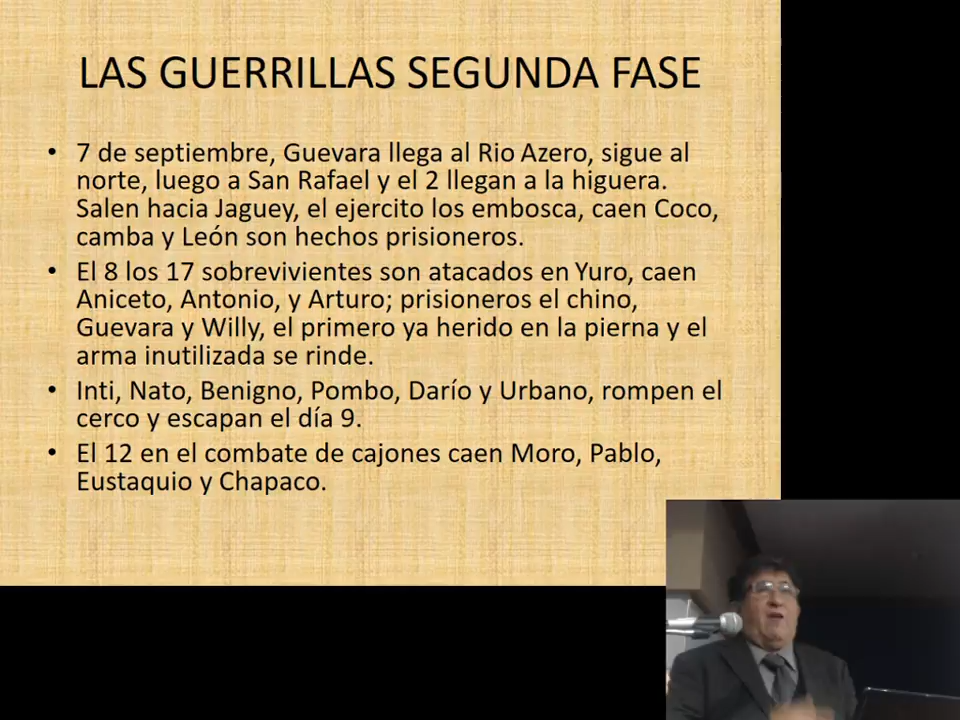 LAS GUERRILLAS SEGUNDA FASE
• 7 de septiembre, Guevara llega al Rio Azero, sigue al
norte, luego a San Rafael y el 2 llegan a la higuera.
Salen hacia Jaguey, el ejercito los embosca, caen Coco,
camba y León son hechos prisioneros.
• El 8 los 17 sobrevivientes son atacados en Yuro, caen
Aniceto, Antonio, y Arturo; prisioneros el chino,
Guevara y Willy, el primero ya herido en la pierna y el
arma inutilizada se rinde.
• Inti, Nato, Benigno, Pombo, Darío y Urbano, rompen el
cerco y escapan el día 9.
• El 12 en el combate de cajones caen Moro, Pablo,
Eustaquio y Chapaco.